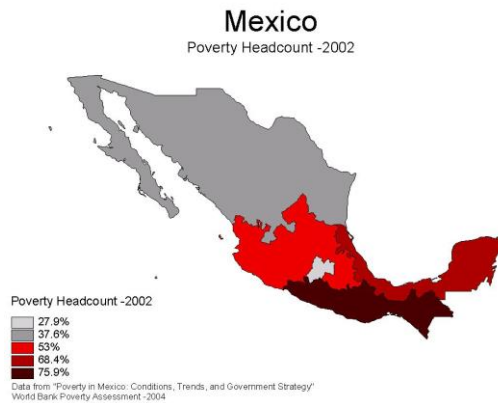 Mexico
Poverty Headcount -2002
Poverty Headcount -2002
27.9%
37.6%
53%
68.4%
75.9%
Data from "Poverty in Mexico: Conditions, Trends, and Government Strategy"
World Bank Poverty Assessment -2004